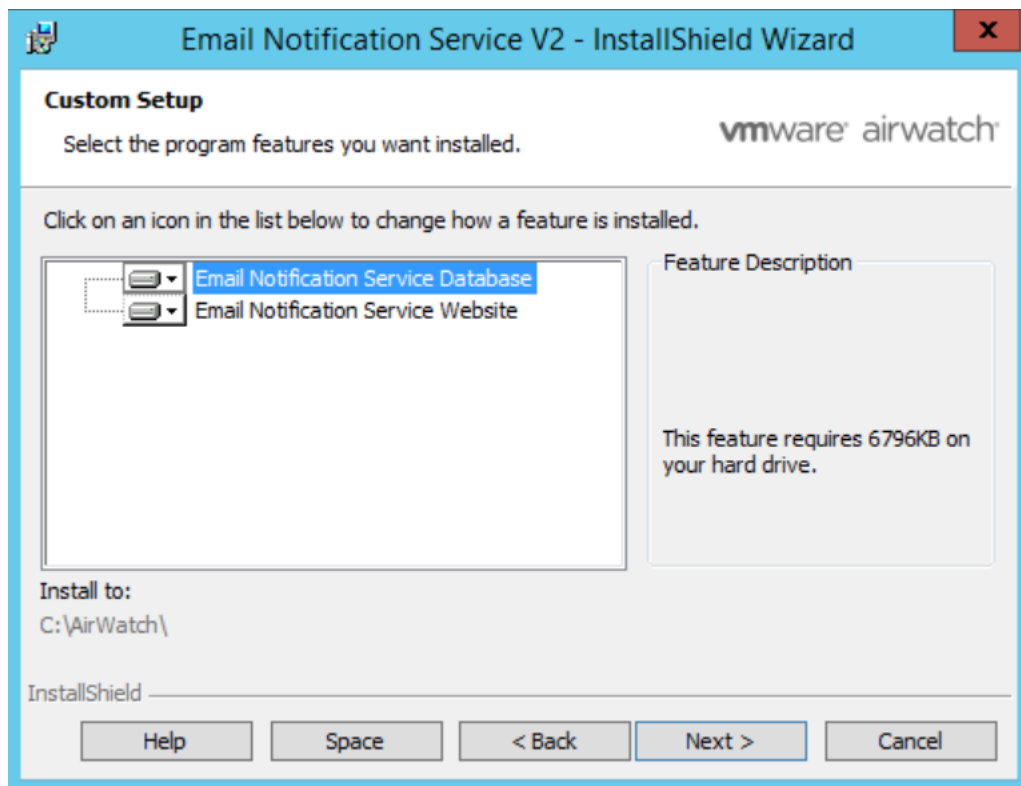 Email Notification Service V2 - InstallShield Wizard
x
Custom Setup
Select the program features you want installed.
vmware airwatch
Click on an icon in the list below to change how a feature is installed.
Email Notification Service Database
Email Notification Service Website
Feature Description
This feature requires 6796KB on
your hard drive.
Install to:
C:\AirWatch\
InstallShield
Help
Space
< Back
Next >
Cancel